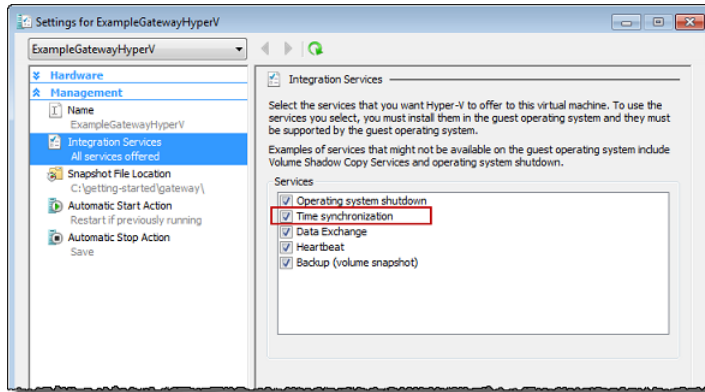 Settings for ExampleGatewayHyperV
ExampleGatewayHyperV
Hardware
Management
Name
ExampleGatewayHyperV
Integration Services
All services offered
Snapshot File Location
C:\getting-started\gateway\
Automatic Start Action
Restart if previously running
Automatic Stop Action
Save
Integration Services
Select the services that you want Hyper-V to offer to this virtual machine. To use the
services you select, you must install them in the guest operating system and they must
be supported by the guest operating system.
Examples of services that might not be available on the guest operating system include
Volume Shadow Copy Services and operating system shutdown.
Services
Operating system shutdown
Time synchronization
Data Exchange
Heartbeat
Backup (volume snapshot)